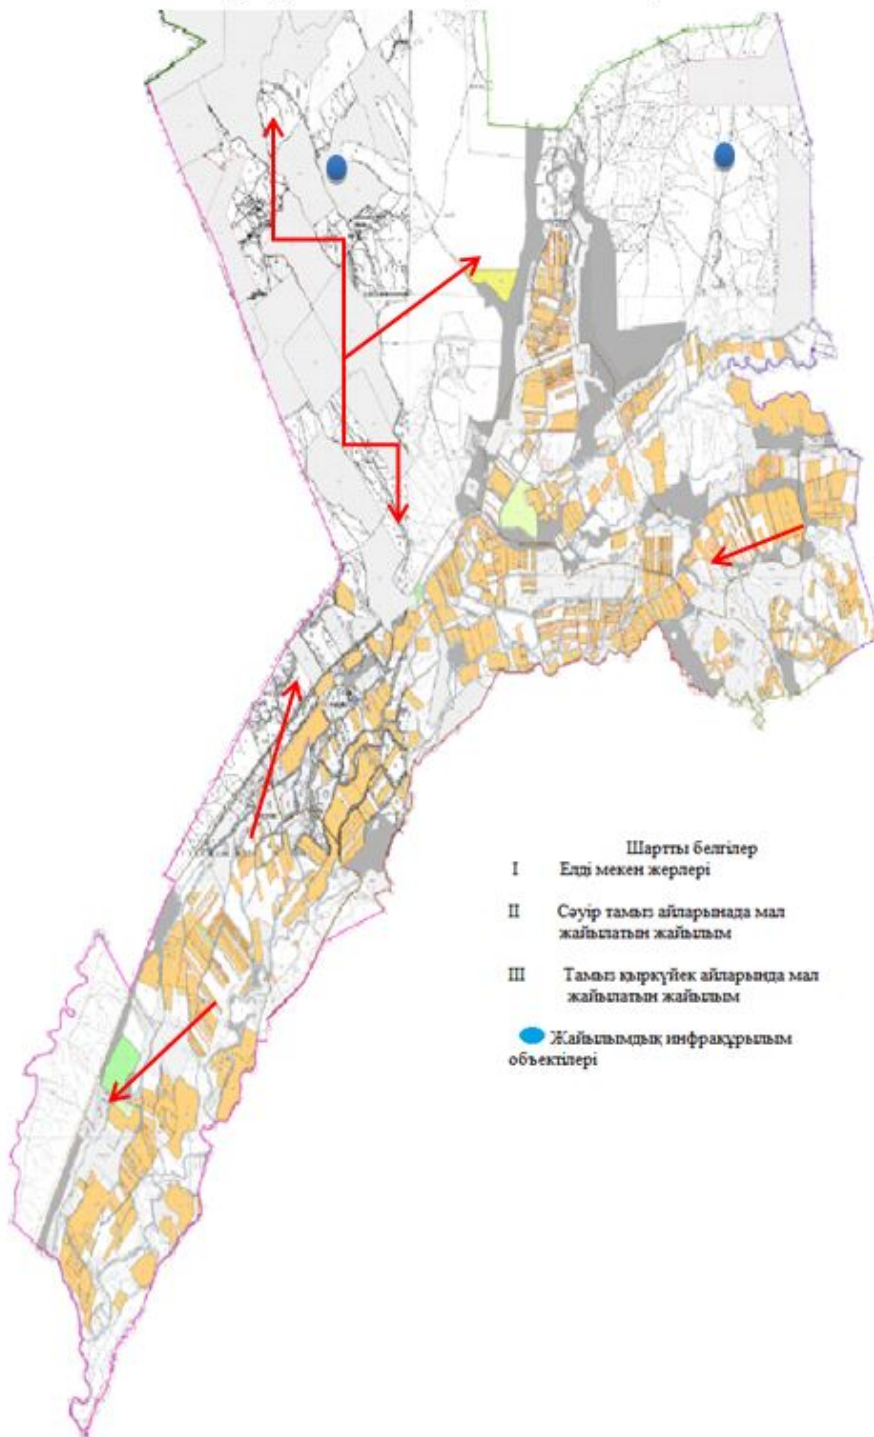 Шартты белгілер
I Елді мекен жерлері
II Сәуір тамыз айларынада мал
жайылатын жайылым
III Тамыз қыркүйек айларында мал
жайылатын жайылым
Жайылымдық инфрақұрылым
объектілері